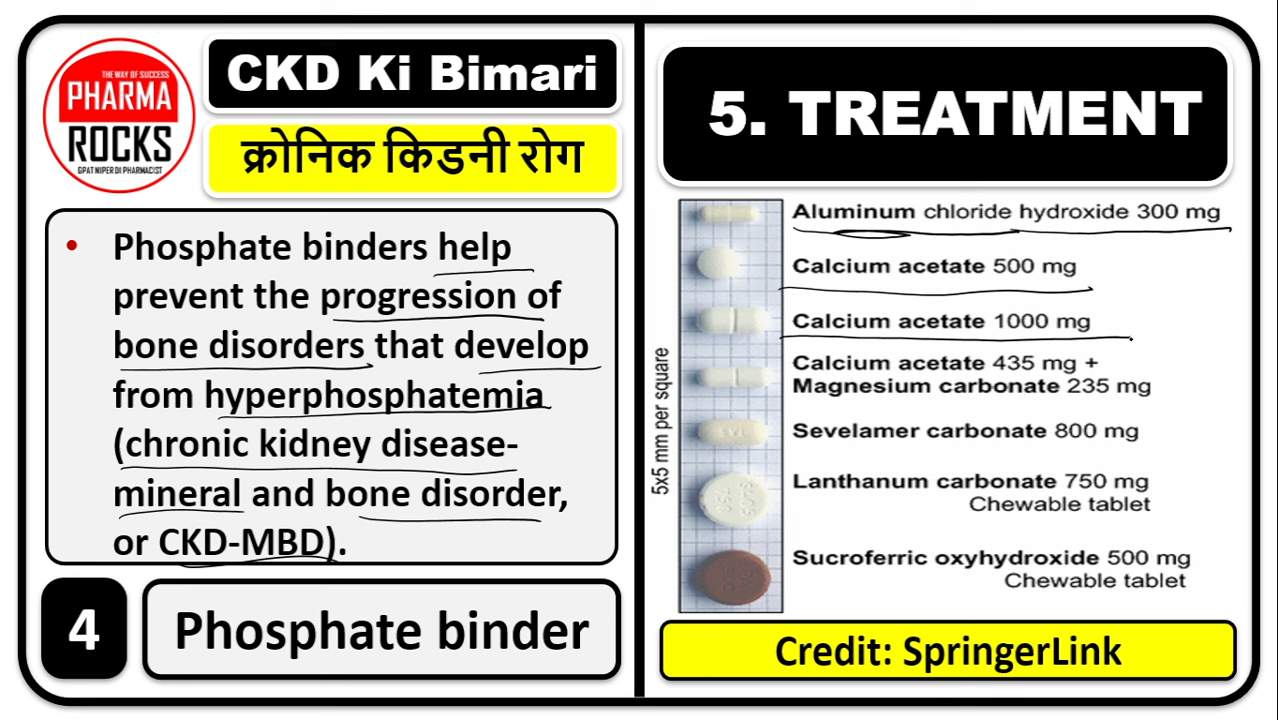 THE WAY OF SUCCESS
PHARMA
ROCKS
GPAT NIPER DI PHARMACIST
CKD Ki Bimari
क्रोनिक किडनी रोग
• Phosphate binders help
prevent the progression of
bone disorders that develop
from hyperphosphatemia
(chronic kidney disease-
mineral and bone disorder,
or CKD-MBD).
4
Phosphate binder
5. TREATMENT
5x5 mm per square
Aluminum chloride hydroxide 300 mg
Calcium acetate 500 mg
Calcium acetate 1000 mg
Calcium acetate 435 mg +
Magnesium carbonate 235 mg
Sevelamer carbonate 800 mg
Lanthanum carbonate 750 mg
Chewable tablet
Sucroferric oxyhydroxide 500 mg
Chewable tablet
Credit: SpringerLink